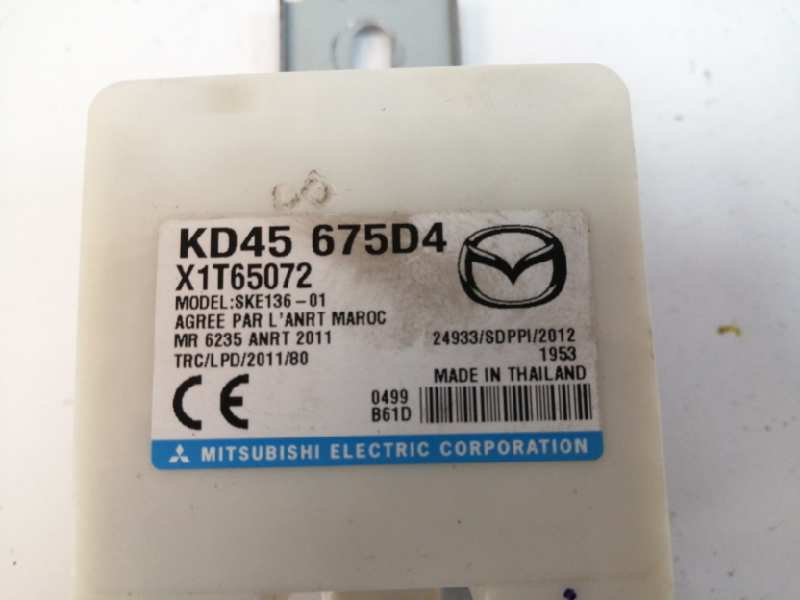 KD45 675D4
X1T65072
MODEL:SKE136-01
AGREE PAR L'ANRT MAROC
MR 6235 ANRT 2011
24933/SDPPI/2012
TRC/LPD/2011/80
1953
MADE IN THAILAND
CE
0499
B61D
MITSUBISHI ELECTRIC CORPORATION